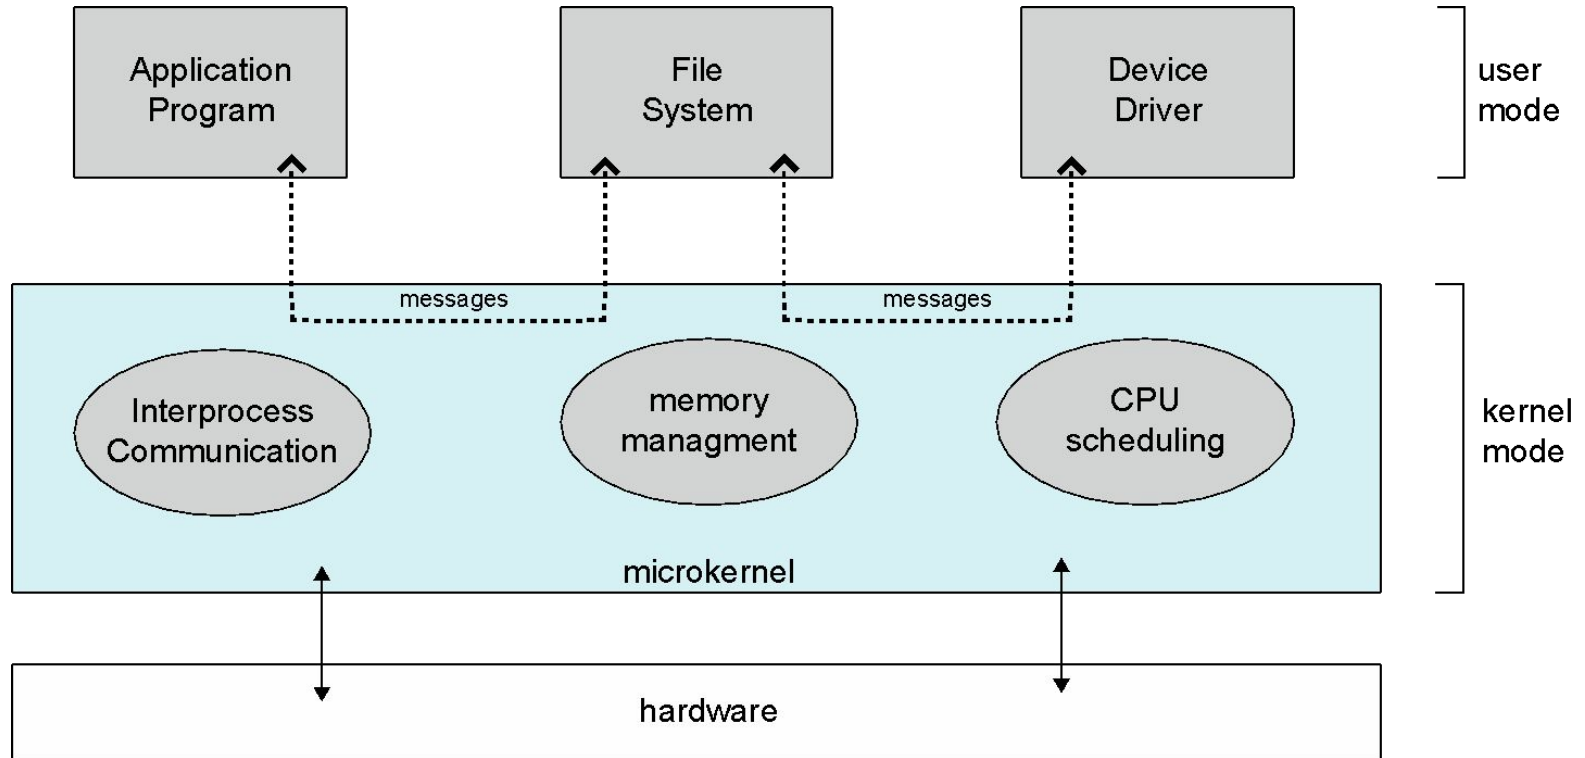 Application
Program
File
System
Device
Driver
user
mode
messages
messages
Interprocess
Communication
memory
managment
CPU
scheduling
kernel
mode
microkernel
hardware